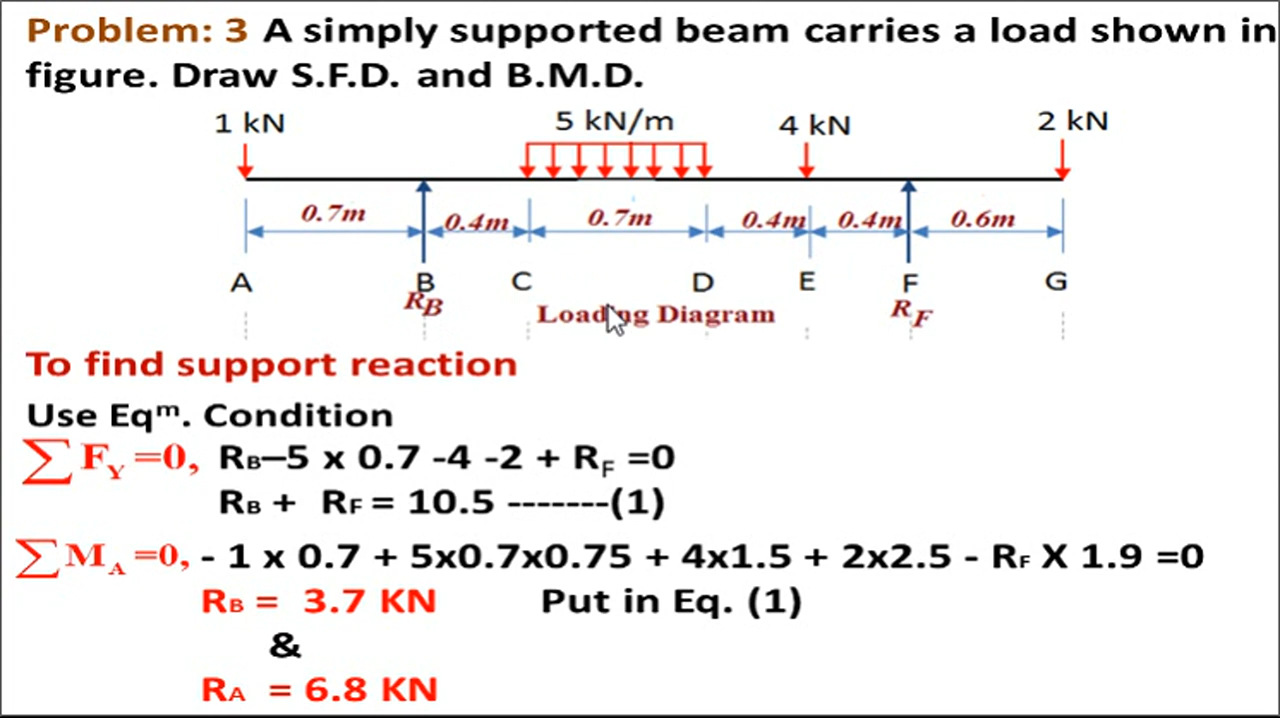 Problem: 3 A simply supported beam carries a load shown in
figure. Draw S.F.D. and B.M.D.
1 kN 5 kN/m 4 kN 2 kN
0.7m 0.4m 0.7m 0.4m 0.4m 0.6m
A B C D E F G
RB Loading Diagram RF
To find support reaction
Use Eqᵐ. Condition
∑ FY =0, RB–5 x 0.7 -4 -2 + RF =0
RB + RF = 10.5 -------(1)
∑ MA =0, - 1 x 0.7 + 5x0.7x0.75 + 4x1.5 + 2x2.5 - RF X 1.9 =0
RB = 3.7 KN Put in Eq. (1)
&
RA = 6.8 KN